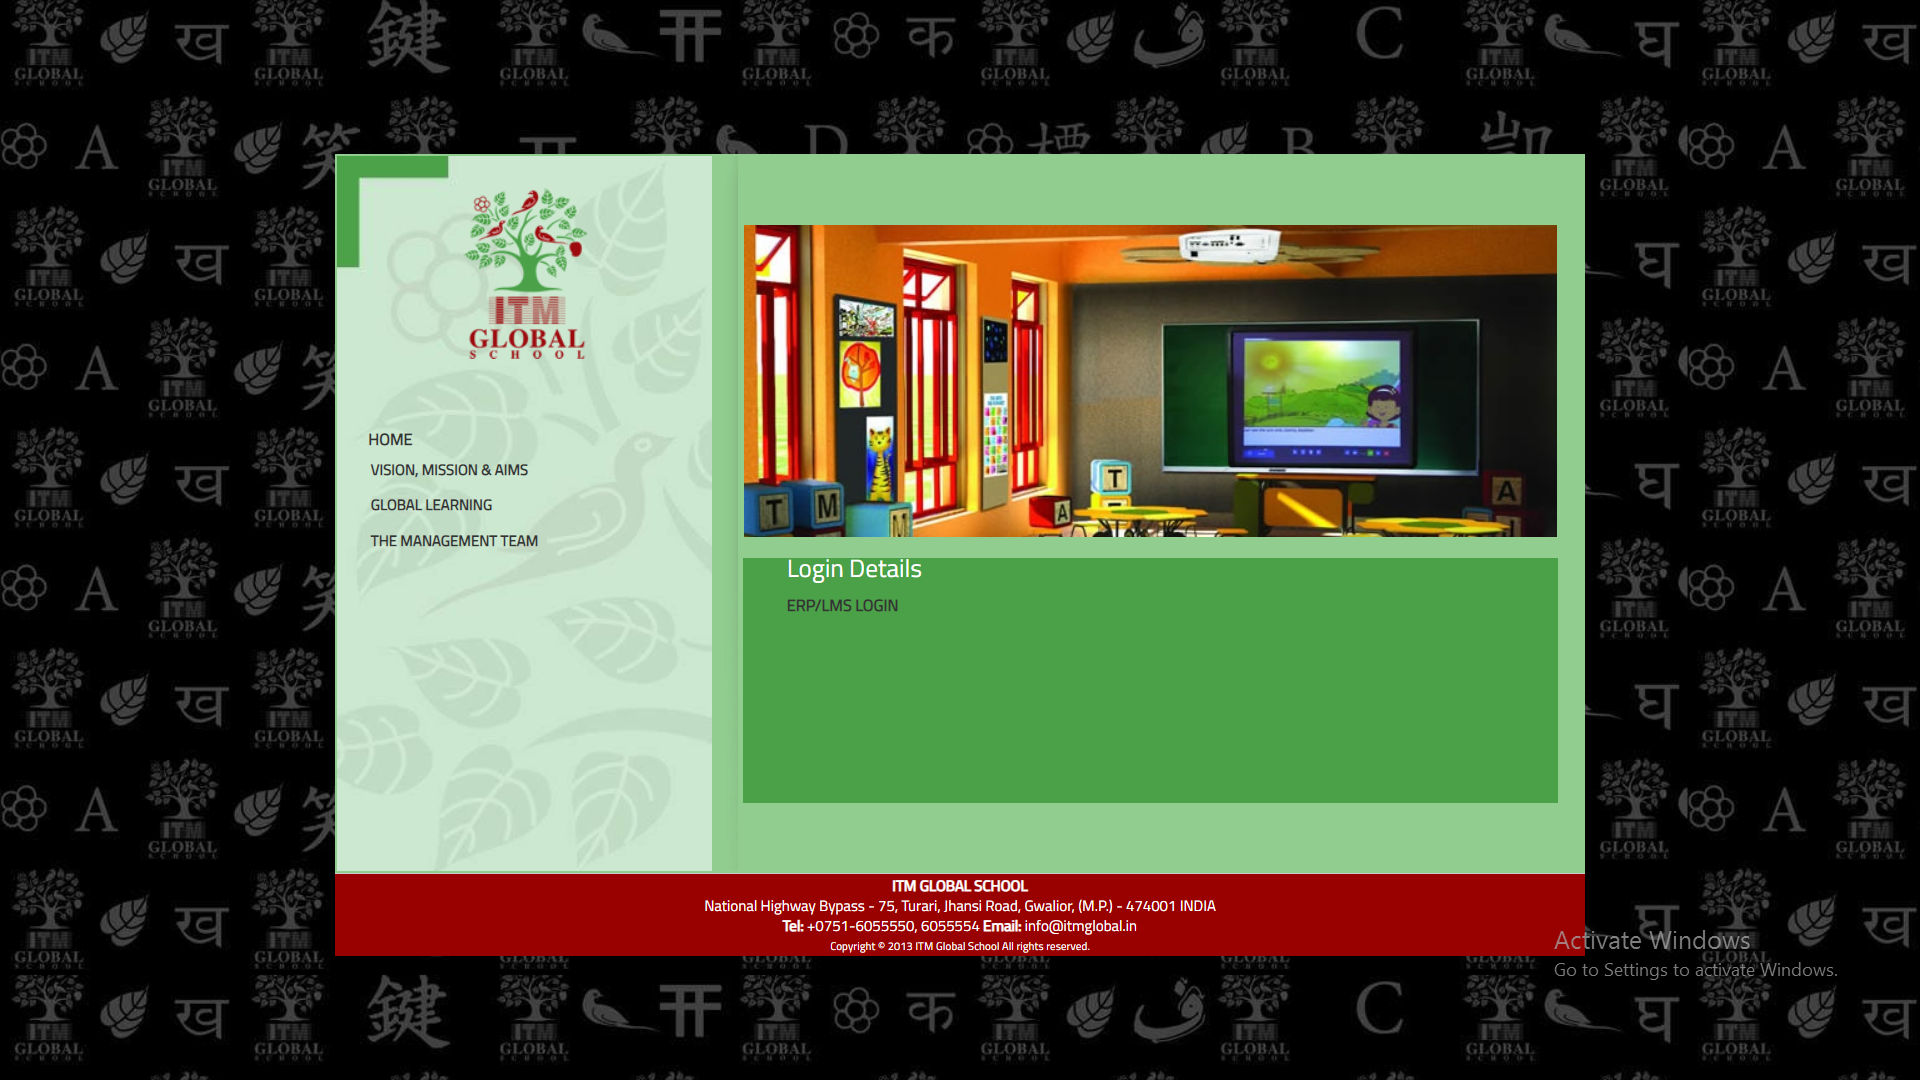 ITM
GLOBAL
SCHOOL
HOME
VISION, MISSION & AIMS
GLOBAL LEARNING
THE MANAGEMENT TEAM
T M M
A
T
A
Login Details
ERP/LMS LOGIN
ITM GLOBAL SCHOOL
National Highway Bypass - 75, Turari, Jhansi Road, Gwalior, (M.P.) - 474001 INDIA
Tel: +0751-6055550, 6055554 Email: info@itmglobal.in
Copyright © 2013 ITM Global School All rights reserved.
Activate Windows
Go to Settings to activate Windows.